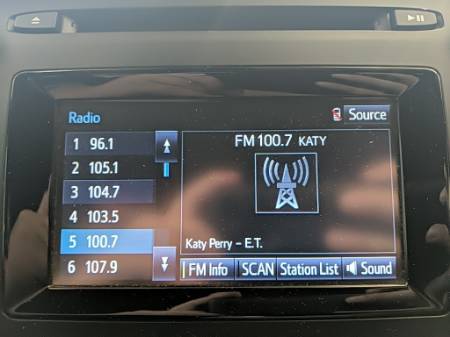 Radio
Source
1 96.1
2 105.1
3 104.7
4 103.5
5 100.7
6 107.9
FM 100.7 KATY
Katy Perry - E.T.
FM Info
SCAN
Station List
Sound